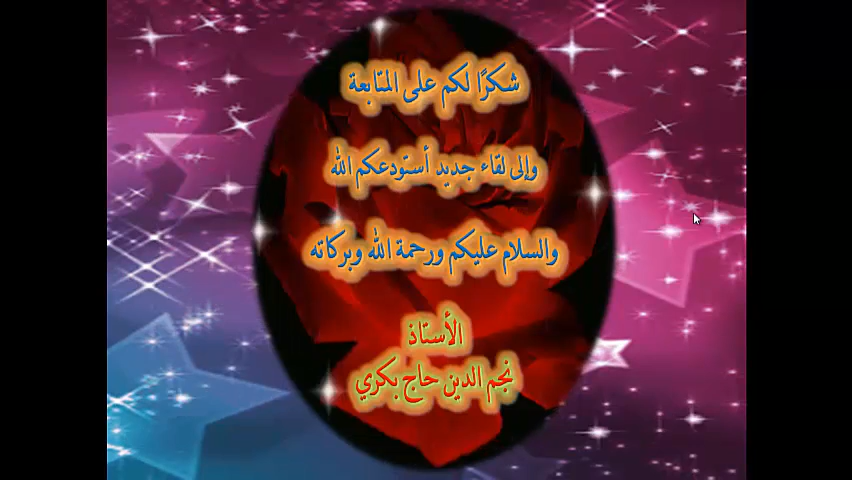 شكرًا لكم على المتابعة
وإلى لقاء جديد أستودعكم الله
والسلام عليكم ورحمة الله وبركاته
الأستاذ
نجم الدين حاج بكري